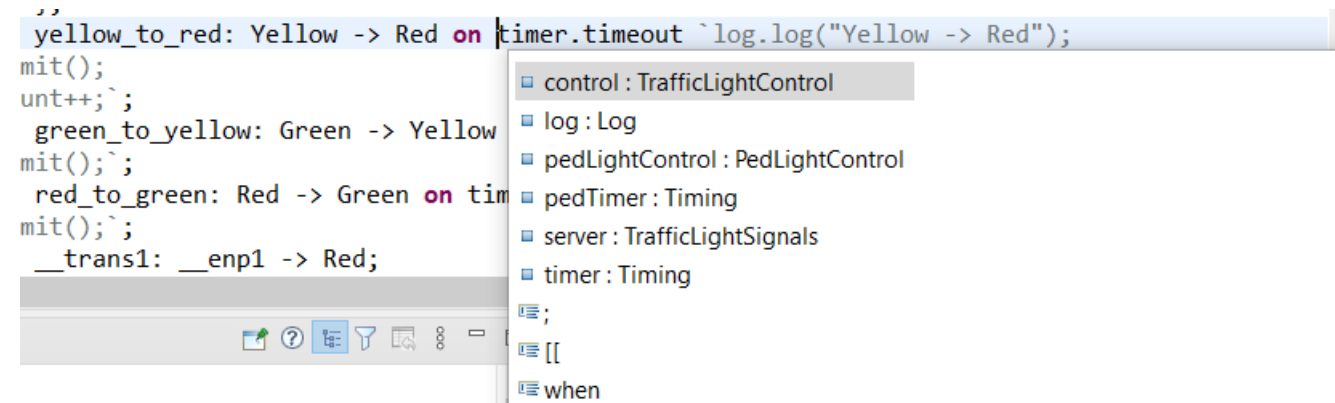 yellow_to_red: Yellow -> Red on timer.timeout `log.log("Yellow -> Red");
mit();
unt++;`;
green_to_yellow: Green -> Yellow
mit();`;
red_to_green: Red -> Green on tim
mit();`;
__trans1: __enp1 -> Red;
control : TrafficLightControl
log : Log
pedLightControl : PedLightControl
pedTimer : Timing
server : TrafficLightSignals
timer : Timing
;
[[
when